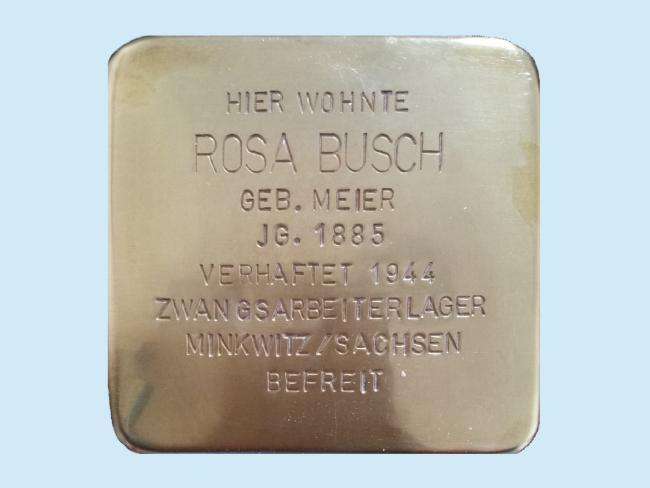 HIER WOHNTE
ROSA BUSCH
GEB. MEIER
JG. 1885
VERHAFTET 1944
ZWANGSARBEITERLAGER
MINKWITZ/SACHSEN
BEFREIT